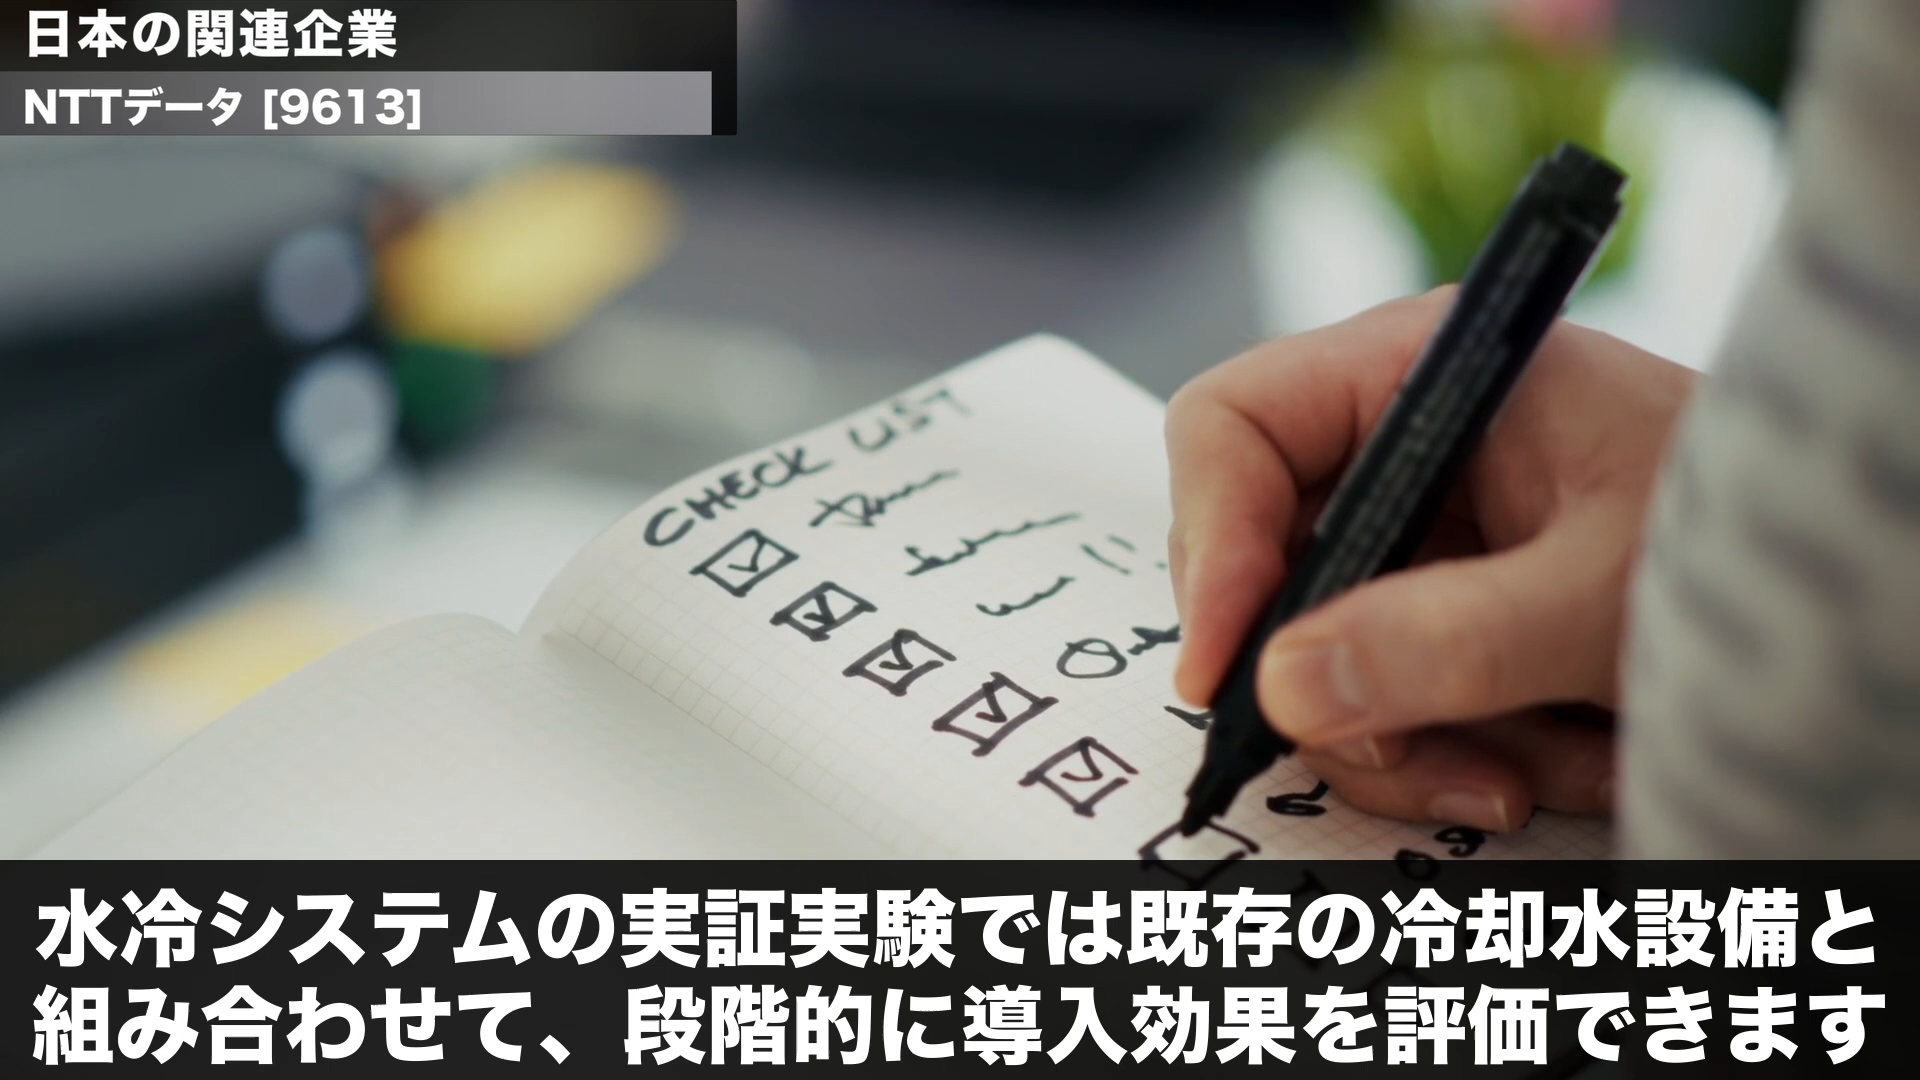 日本の関連企業
NTTデータ [9613]
CHECK LIST
水冷システムの実証実験では既存の冷却水設備と
組み合わせて、段階的に導入効果を評価できます